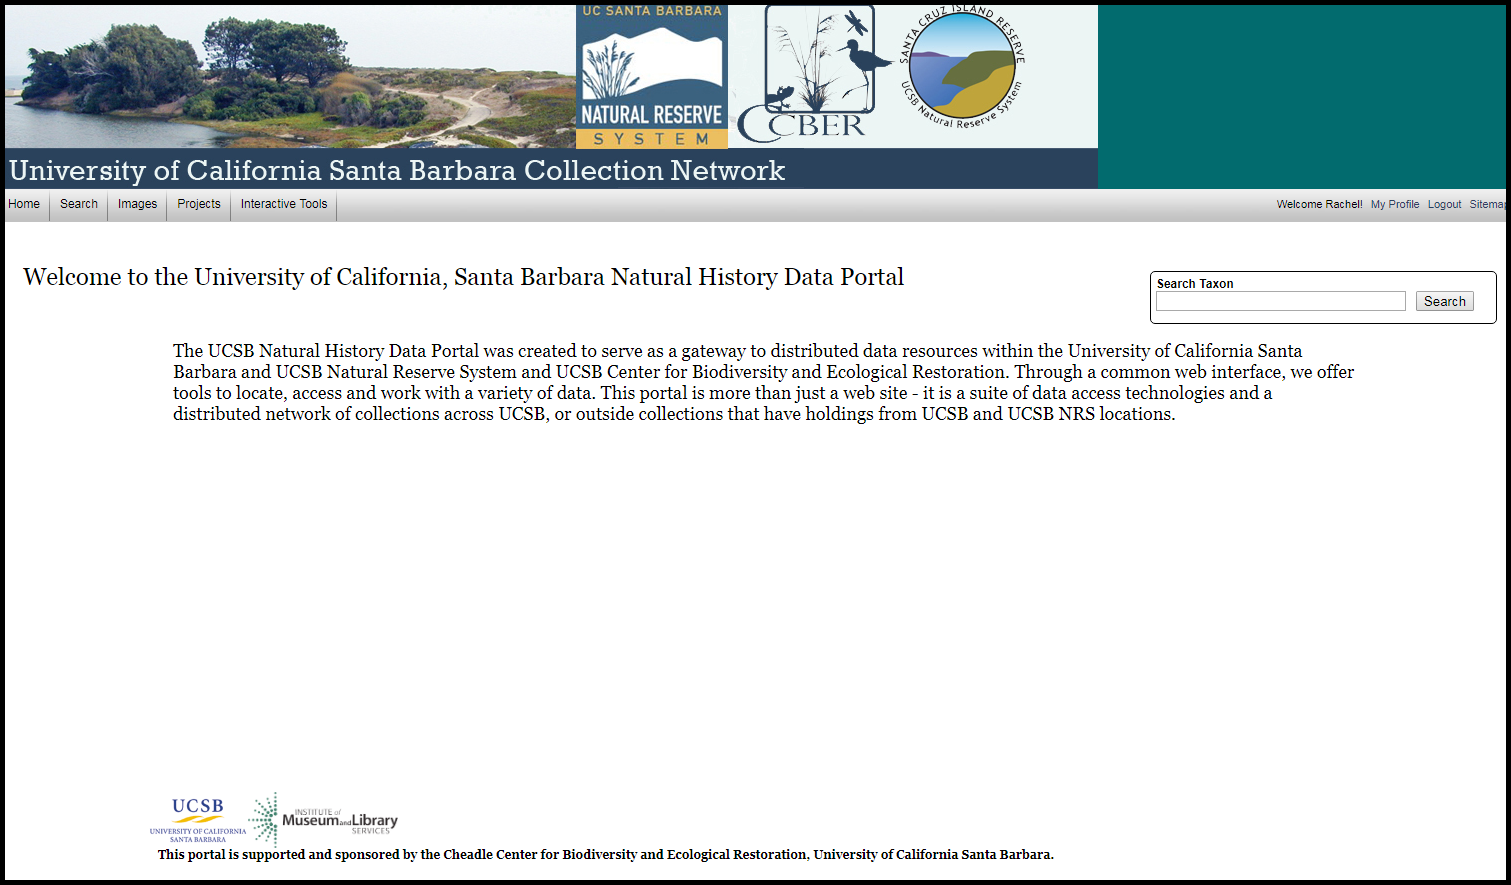 UC SANTA BARBARA
NATURAL RESERVE
SYSTEM
CCBER
SANTA CRUZ ISLAND RESERVE
UCSB Natural Reserve System
University of California Santa Barbara Collection Network
Home Search Images Projects Interactive Tools
Welcome Rachel! My Profile Logout Sitemap
Welcome to the University of California, Santa Barbara Natural History Data Portal
Search Taxon
Search
The UCSB Natural History Data Portal was created to serve as a gateway to distributed data resources within the University of California Santa
Barbara and UCSB Natural Reserve System and UCSB Center for Biodiversity and Ecological Restoration. Through a common web interface, we offer
tools to locate, access and work with a variety of data. This portal is more than just a web site - it is a suite of data access technologies and a
distributed network of collections across UCSB, or outside collections that have holdings from UCSB and UCSB NRS locations.
UCSB
UNIVERSITY OF CALIFORNIA
SANTA BARBARA
INSTITUTE of
Museum and Library
SERVICES
This portal is supported and sponsored by the Cheadle Center for Biodiversity and Ecological Restoration, University of California Santa Barbara.